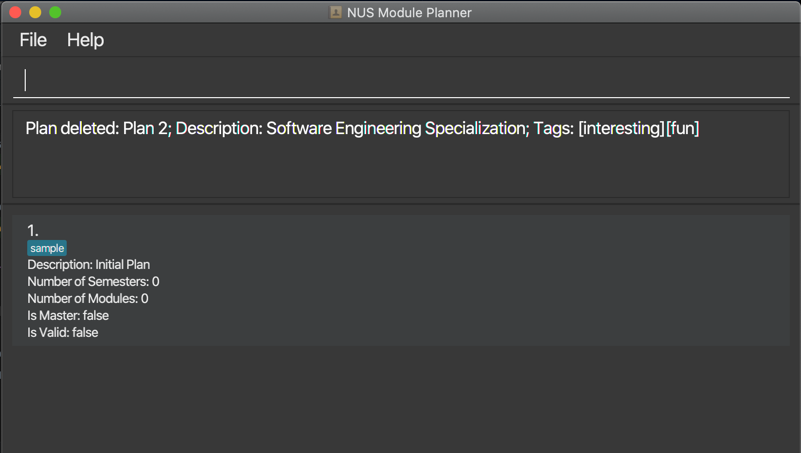 NUS Module Planner
File Help
Plan deleted: Plan 2; Description: Software Engineering Specialization; Tags: [interesting][fun]
1.
sample
Description: Initial Plan
Number of Semesters: 0
Number of Modules: 0
Is Master: false
Is Valid: false